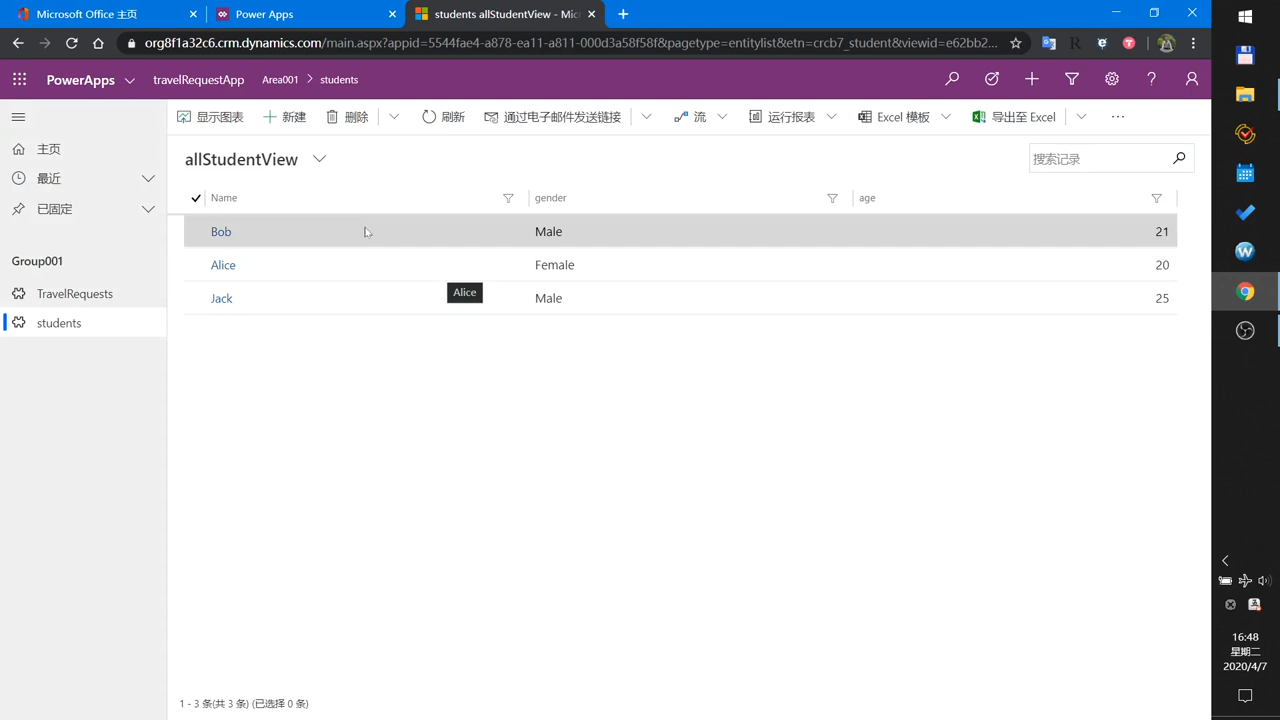 Microsoft Office 主页
Power Apps
students allStudentView - Mic
org8f1a32c6.crm.dynamics.com/main.aspx?appid=5544fae4-a878-ea11-a811-000d3a58f58f&pagetype=entitylist&etn=crcb7_student&viewid=e62bb2...
PowerApps
travelRequestApp
Area001 > students
显示图表
新建
删除
刷新
通过电子邮件发送链接
流
运行报表
Excel 模板
导出至 Excel
主页
最近
已固定
Group001
TravelRequests
students
allStudentView
搜索记录
Name gender age
Bob Male 21
Alice Female 20
Alice
Jack Male 25
1 - 3 条(共 3 条) (已选择 0 条)
16:48
星期二
2020/4/7